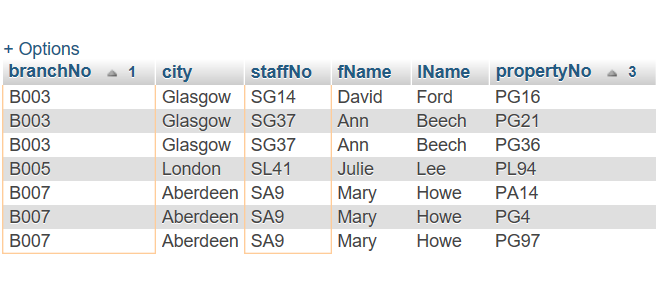 + Options
branchNo 1 city staffNo fName lName propertyNo 3
B003 Glasgow SG14 David Ford PG16
B003 Glasgow SG37 Ann Beech PG21
B003 Glasgow SG37 Ann Beech PG36
B005 London SL41 Julie Lee PL94
B007 Aberdeen SA9 Mary Howe PA14
B007 Aberdeen SA9 Mary Howe PG4
B007 Aberdeen SA9 Mary Howe PG97